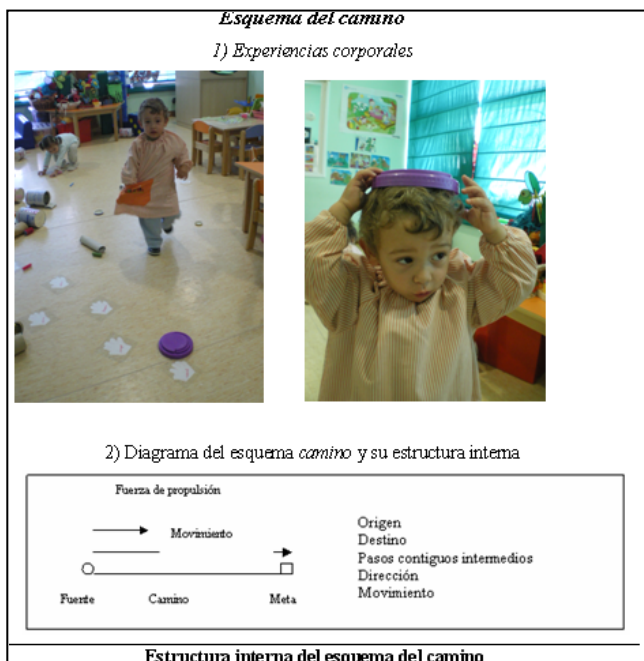 Esquema del camino
1) Experiencias corporales
2) Diagrama del esquema camino y su estructura interna
Fuerza de propulsión
Movimiento
Fuente Camino Meta
Origen
Destino
Pasos contiguos intermedios
Dirección
Movimiento
Estructura interna del esquema del camino